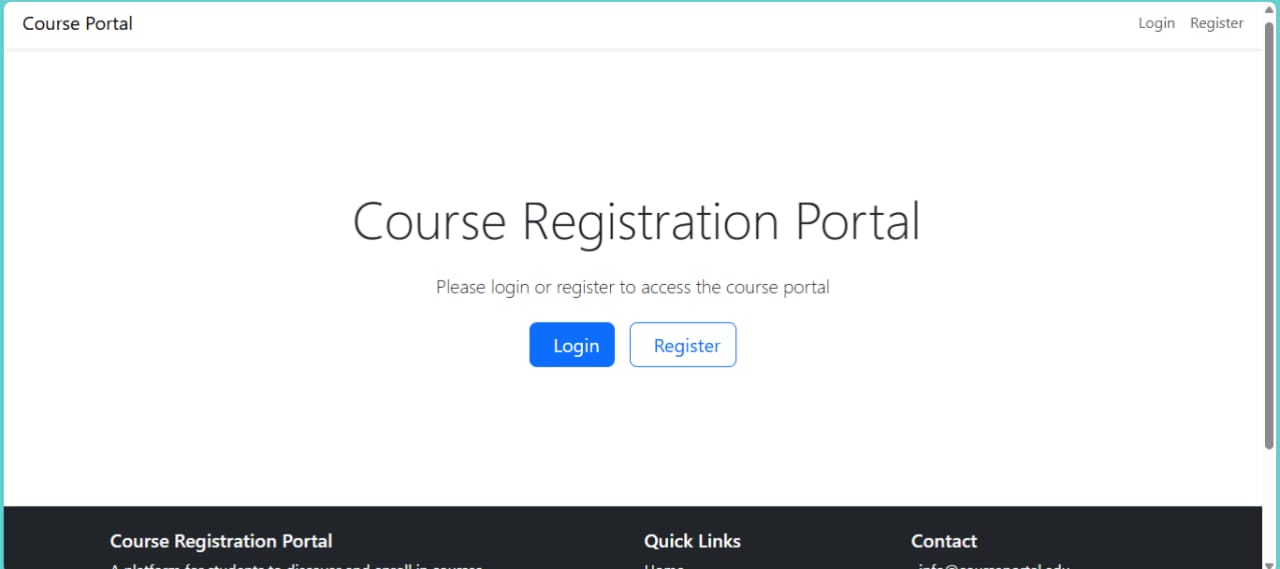 Course Portal
Login Register
Course Registration Portal
Please login or register to access the course portal
Login Register
Course Registration Portal Quick Links Contact
A platform for students to discover and enroll in courses Home info@courseportal.edu